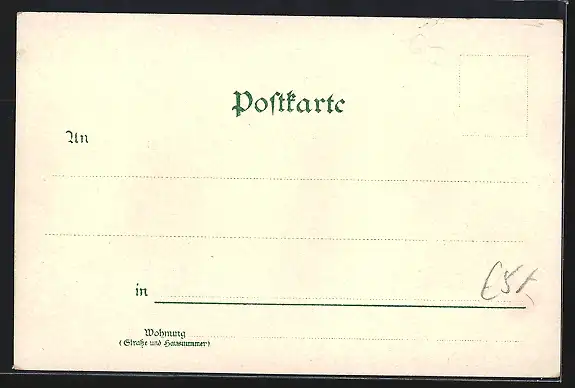 Postkarte
An
in
Wohnung
(Straße und Hausnummer)